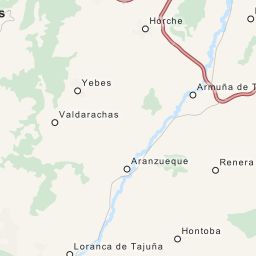 Horche
Yebes
Armuña de T
Valdarachas
Aranzueque
Renera
Hontoba
Loranca de Tajuña